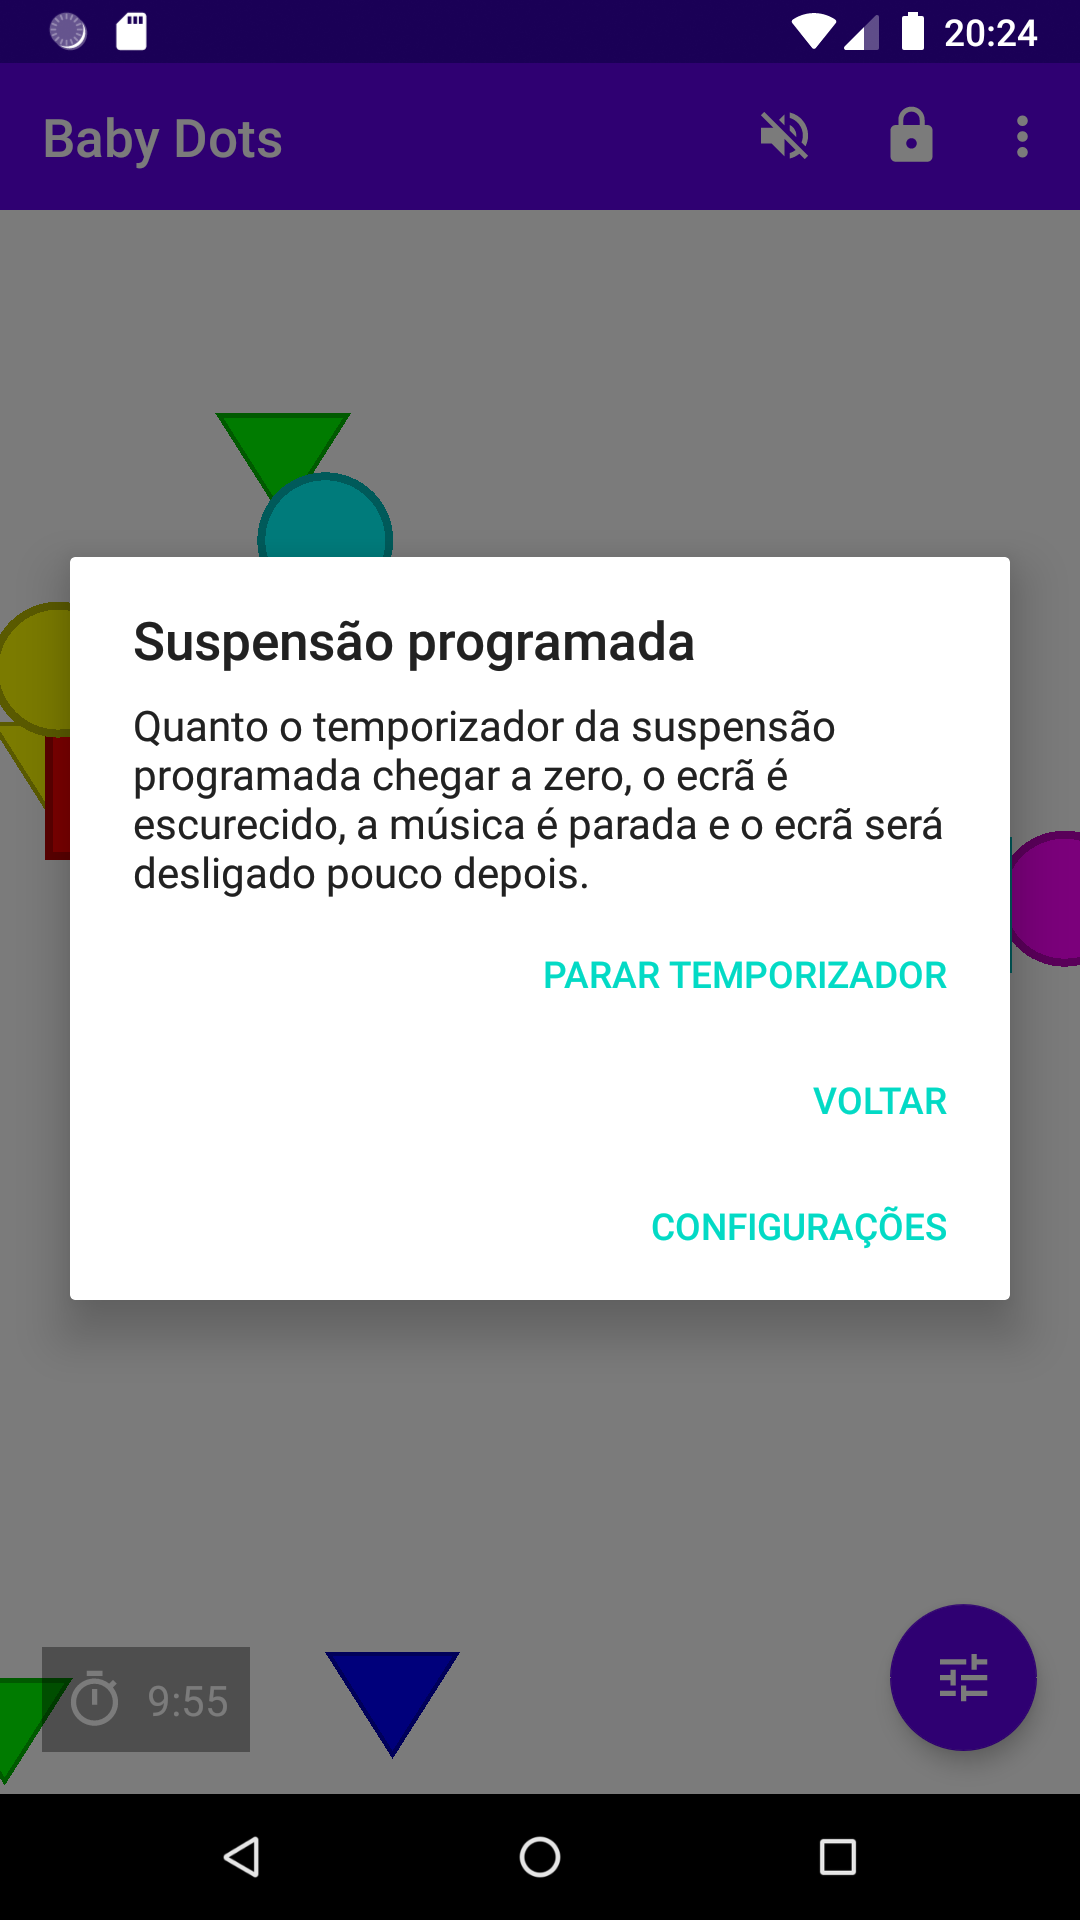 20:24
Baby Dots
Suspensão programada
Quanto o temporizador da suspensão
programada chegar a zero, o ecrã é
escurecido, a música é parada e o ecrã será
desligado pouco depois.
PARAR TEMPORIZADOR
VOLTAR
CONFIGURAÇÕES
9:55